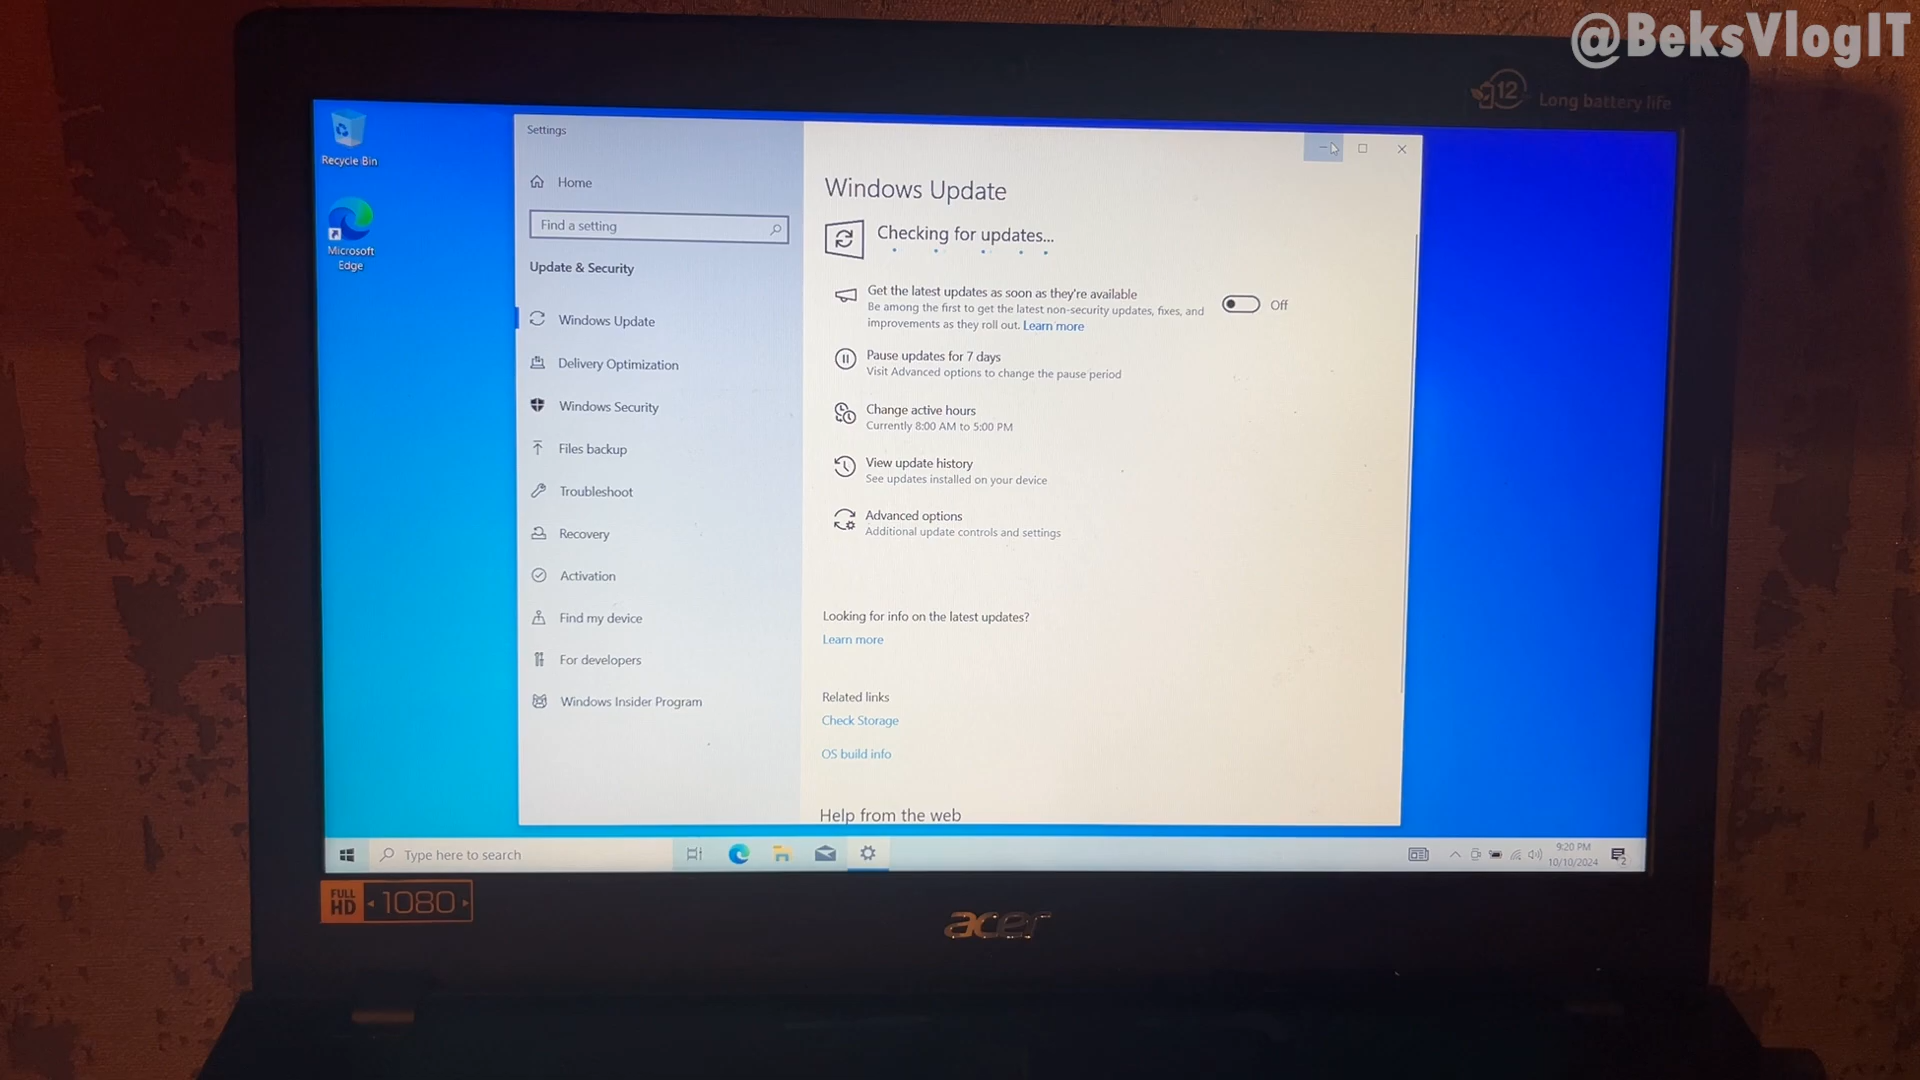 @BeksVlogIT
12
Long battery life
Recycle Bin
Microsoft
Edge
Settings
Home
Find a setting
Update & Security
Windows Update
Delivery Optimization
Windows Security
Files backup
Troubleshoot
Recovery
Activation
Find my device
For developers
Windows Insider Program
Windows Update
Checking for updates...
Get the latest updates as soon as they're available
Be among the first to get the latest non-security updates, fixes, and
improvements as they roll out. Learn more
Off
Pause updates for 7 days
Visit Advanced options to change the pause period
Change active hours
Currently 8:00 AM to 5:00 PM
View update history
See updates installed on your device
Advanced options
Additional update controls and settings
Looking for info on the latest updates?
Learn more
Related links
Check Storage
OS build info
Help from the web
Type here to search
9:20 PM
10/10/2024
2
FULL
HD
1080
acer